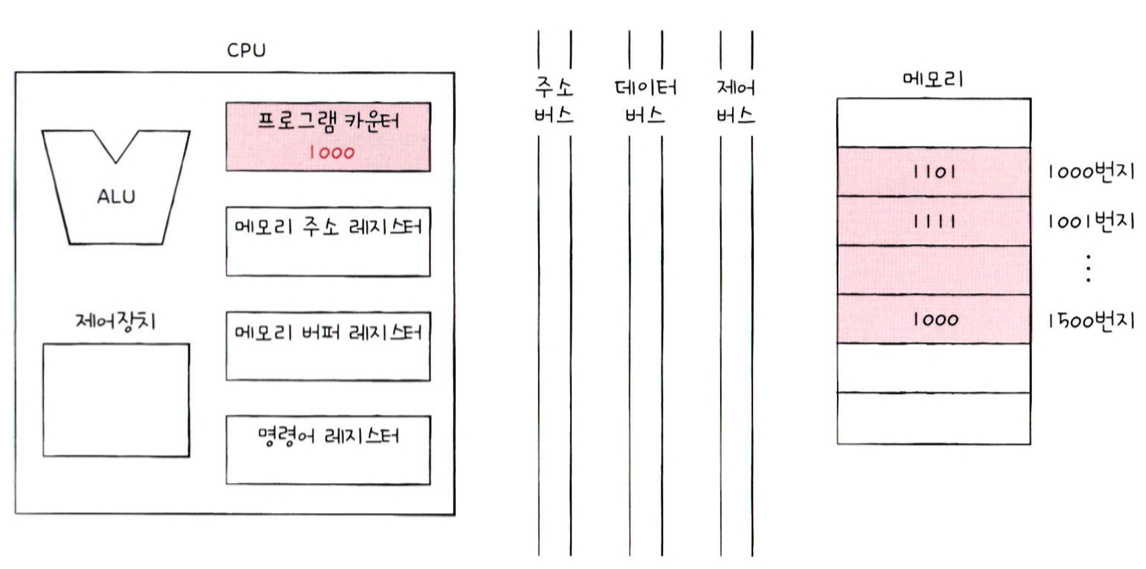 CPU
ALU
프로그램 카운터
1000
메모리 주소 레지스터
메모리 버퍼 레지스터
명령어 레지스터
제어장치
주소
버스
데이터
버스
제어
버스
메모리
1101 1000번지
1111 1001번지
⋮
1000 1500번지